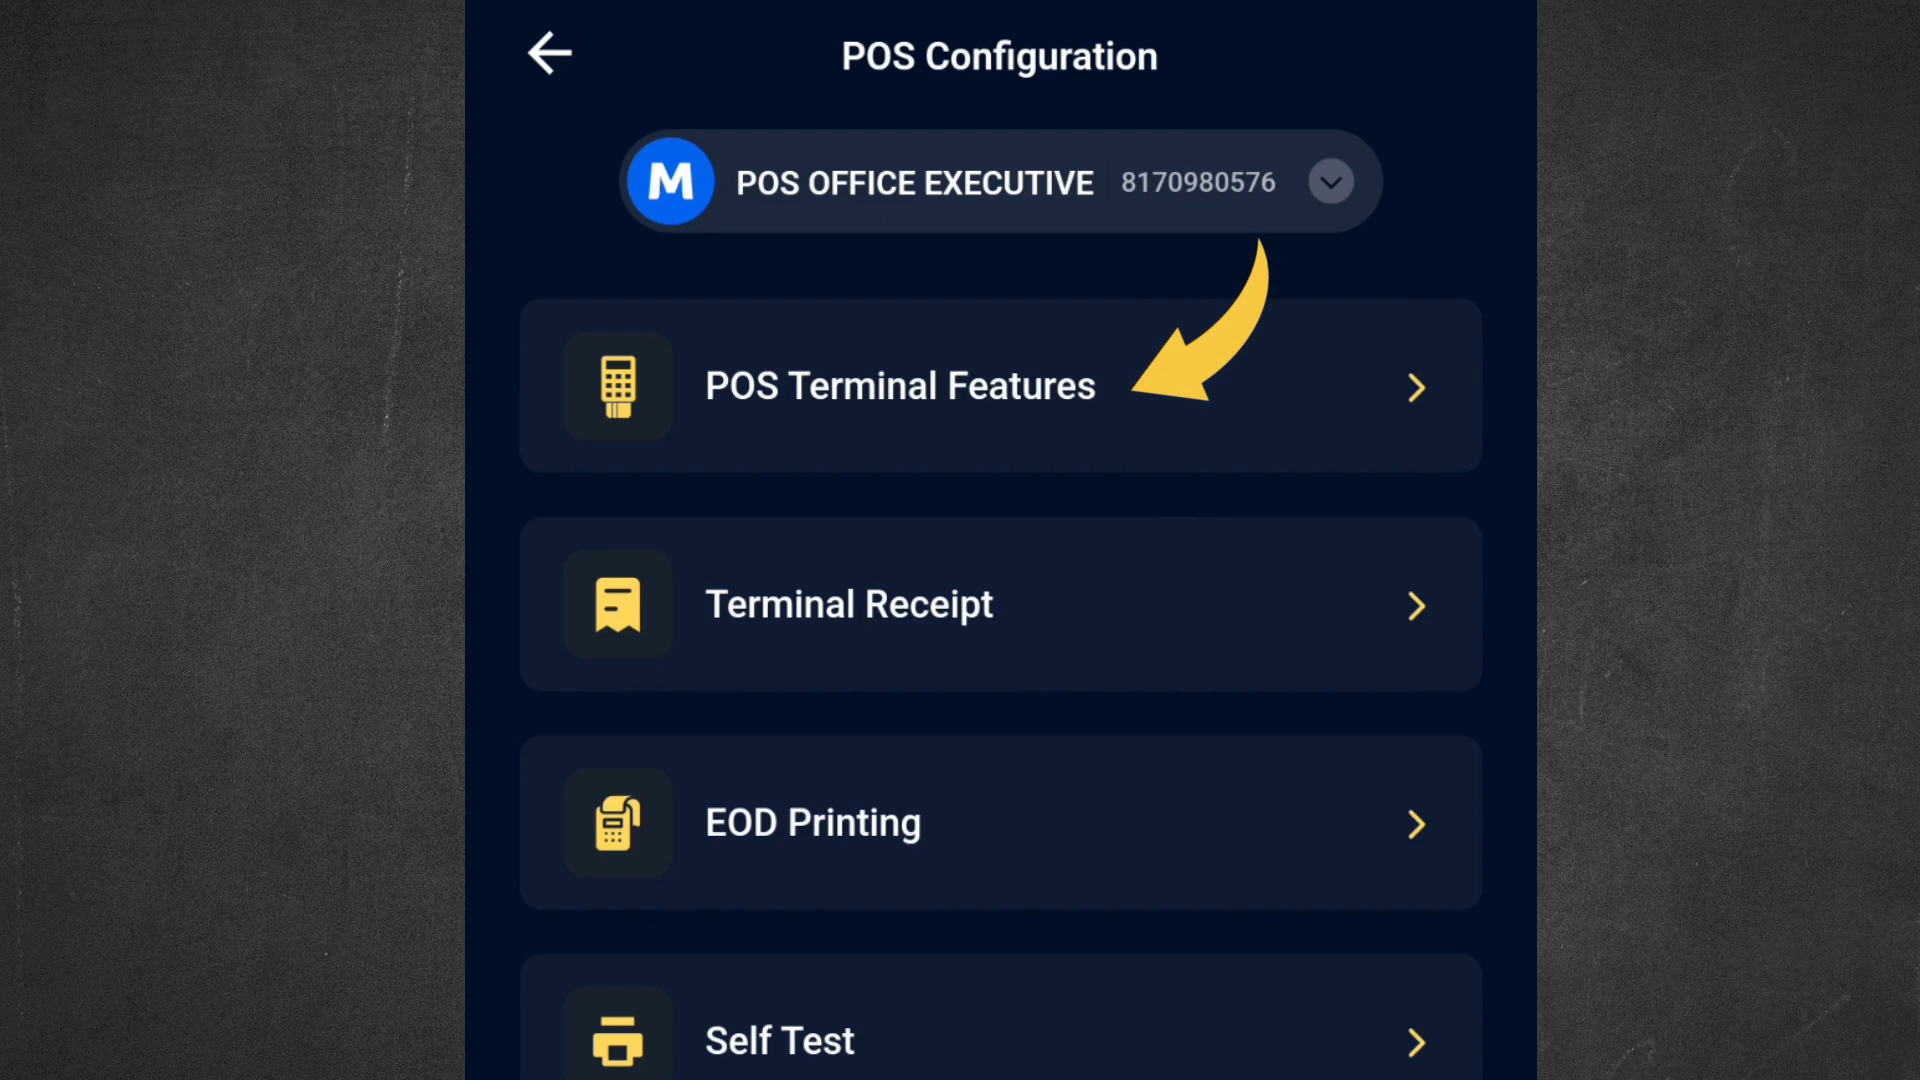 POS Configuration
M POS OFFICE EXECUTIVE 8170980576
POS Terminal Features
Terminal Receipt
EOD Printing
Self Test